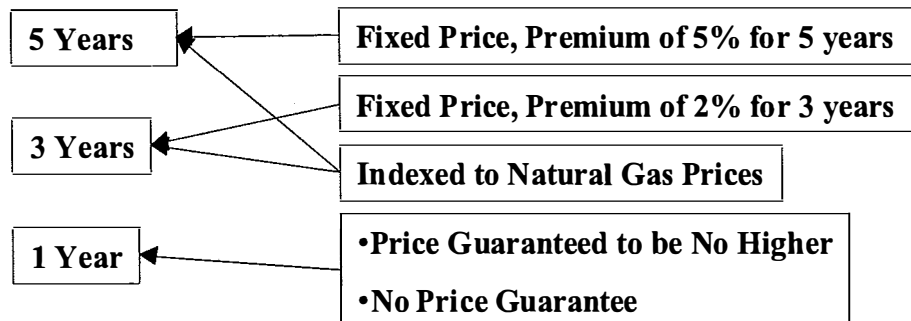 5 Years
Fixed Price, Premium of 5% for 5 years
Fixed Price, Premium of 2% for 3 years
3 Years
Indexed to Natural Gas Prices
1 Year
•Price Guaranteed to be No Higher
•No Price Guarantee